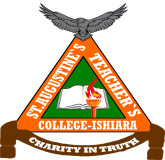 ST.AUGUSTINE'S
TEACHER'S
COLLEGE-ISHIARA
CHARITY IN TRUTH